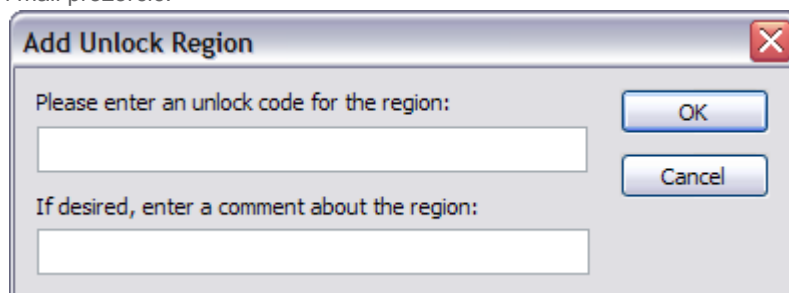 Add Unlock Region
Please enter an unlock code for the region:
OK
Cancel
If desired, enter a comment about the region: